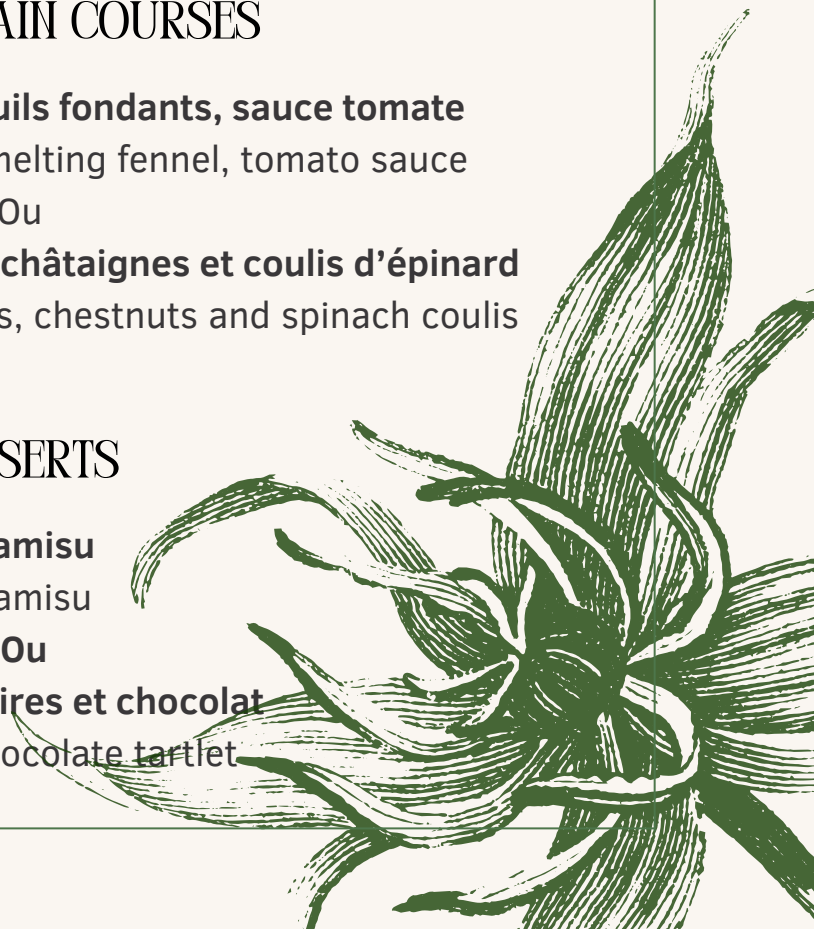 AIN COURSES
uils fondants, sauce tomate
melting fennel, tomato sauce
Ou
châtaignes et coulis d’épinard
s, chestnuts and spinach coulis
SERTS
amisu
amisu
Ou
ires et chocolat
ocolate tartlet